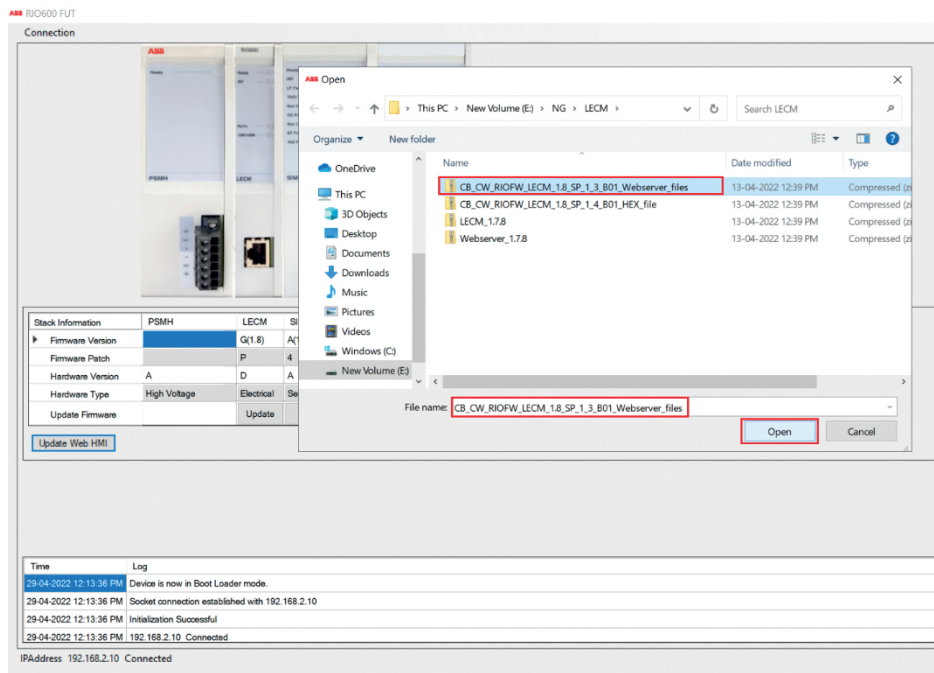 ABB RIO600 FUT
Connection
ABB
RIO600
Ready
PSMH
LECM
SIM
ABB Open
This PC > New Volume (E:) > NG > LECM >
Search LECM
Organize
New folder
Name
Date modified
Type
OneDrive
This PC
3D Objects
Desktop
Documents
Downloads
Music
Pictures
Videos
Windows (C)
New Volume (E:)
CB_CW_RIOFW_LECM_1.8_SP_1_3_B01_Webserver_files 13-04-2022 12:39 PM Compressed (zi
CB_CW_RIOFW_LECM_1.8_SP_1_4_B01_HEX_file 13-04-2022 12:39 PM Compressed (zi
LECM_1.7.8 13-04-2022 12:39 PM Compressed (zi
Webserver_1.7.8 13-04-2022 12:39 PM Compressed (zi
File name: CB_CW_RIOFW_LECM_1.8_SP_1_3_B01_Webserver_files
Open
Cancel
Stack Information PSMH LECM SI
Firmware Version G(1.8) A(1
Firmware Patch P 4
Hardware Version A D A
Hardware Type High Voltage Electrical Se
Update Firmware Update
Update Web HMI
Time Log
29-04-2022 12:13:36 PM Device is now in Boot Loader mode.
29-04-2022 12:13:36 PM Socket connection established with 192.168.2.10
29-04-2022 12:13:36 PM Initialization Successful
29-04-2022 12:13:36 PM 192.168.2.10 Connected
IPAddress 192.168.2.10 Connected